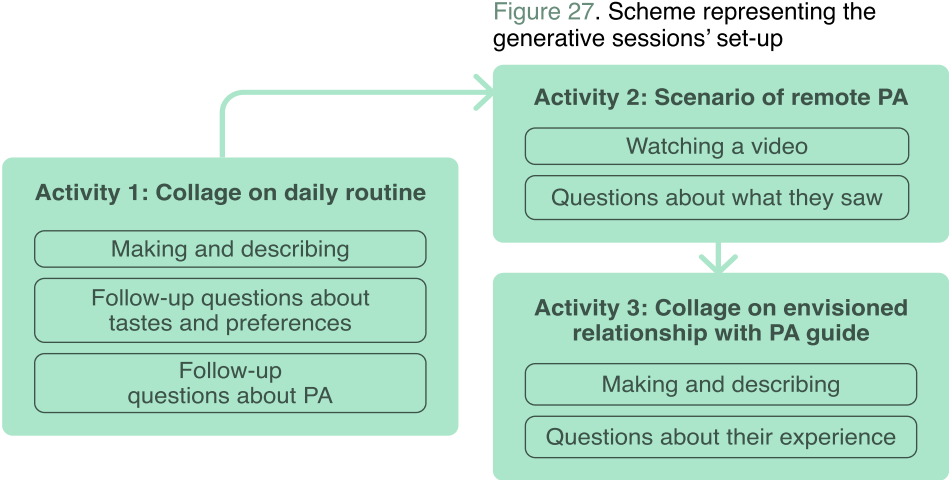 Figure 27. Scheme representing the
generative sessions’ set-up
Activity 1: Collage on daily routine
Making and describing
Follow-up questions about
tastes and preferences
Follow-up
questions about PA
Activity 2: Scenario of remote PA
Watching a video
Questions about what they saw
Activity 3: Collage on envisioned
relationship with PA guide
Making and describing
Questions about their experience